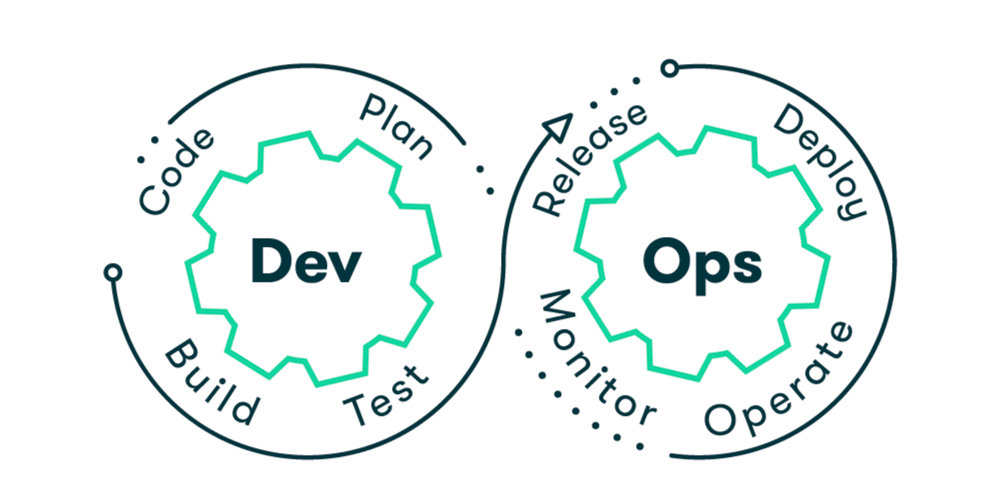 Plan
Code
Dev
Build
Test
Release
Deploy
Ops
Operate
Monitor